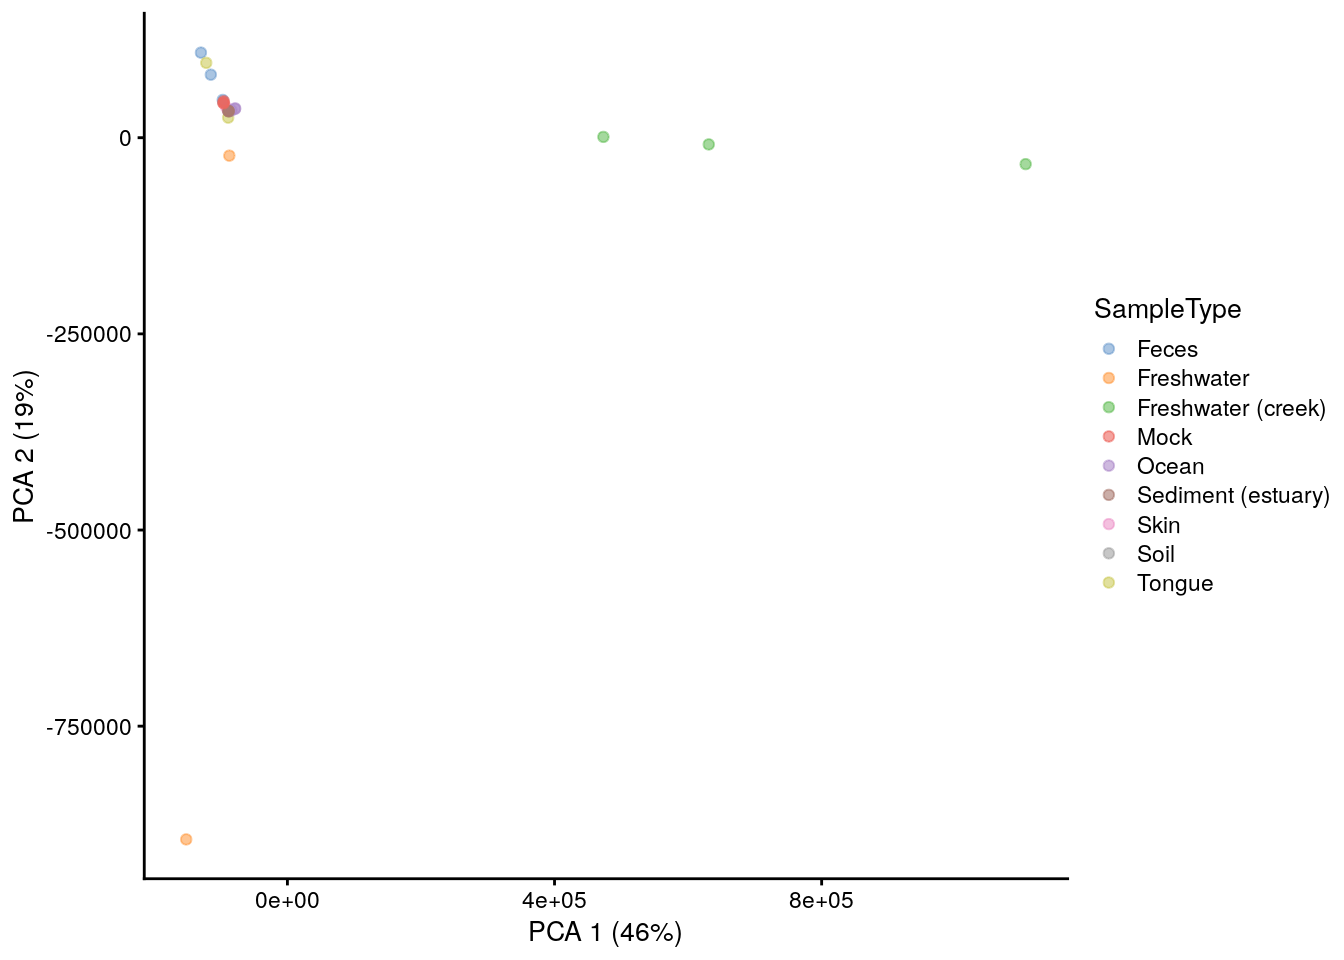 0
-250000
-500000
-750000
PCA 2 (19%)
0e+00
4e+05
8e+05
PCA 1 (46%)
SampleType
Feces
Freshwater
Freshwater (creek)
Mock
Ocean
Sediment (estuary)
Skin
Soil
Tongue